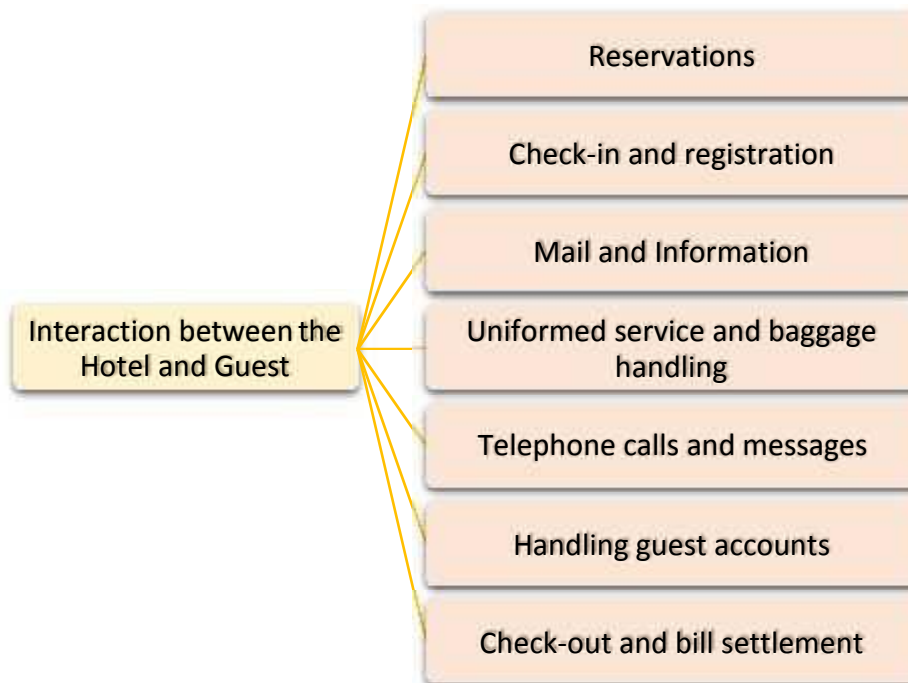 Reservations
Check-in and registration
Mail and Information
Interaction between the
Hotel and Guest
Uniformed service and baggage
handling
Telephone calls and messages
Handling guest accounts
Check-out and bill settlement